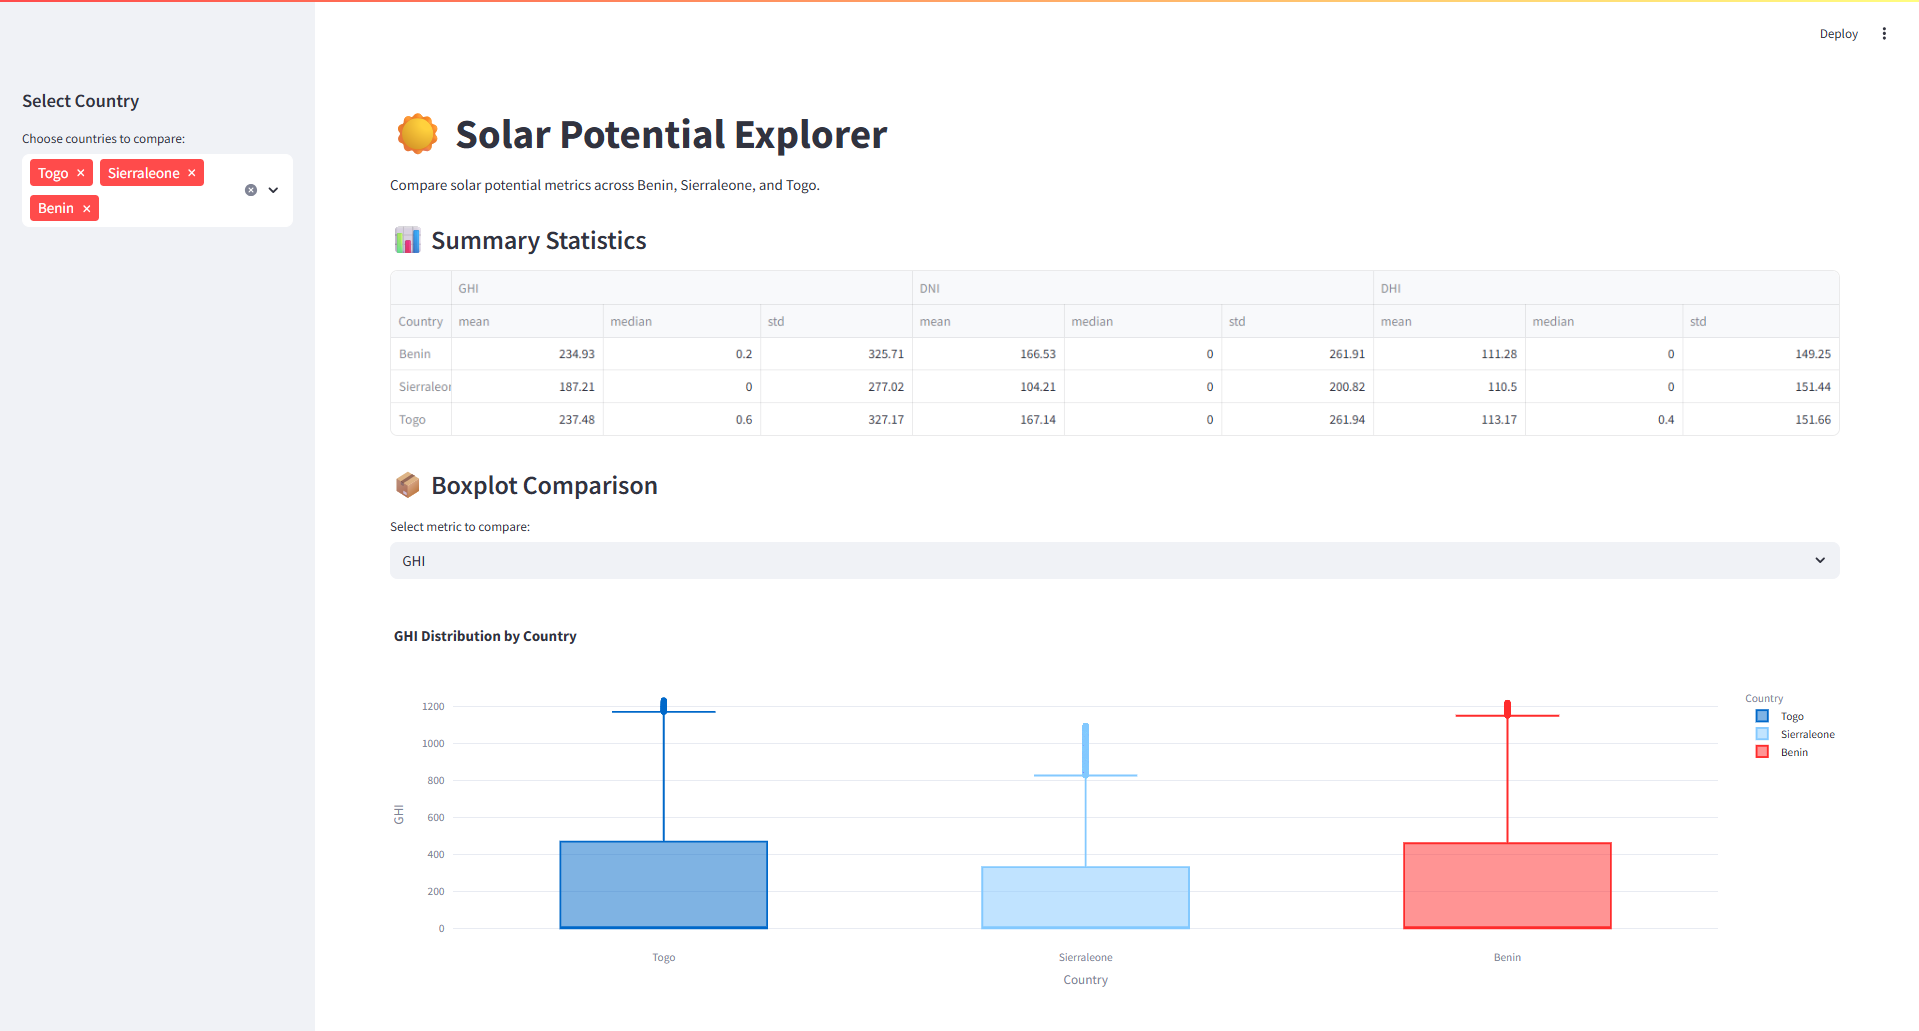 Deploy
Select Country
Choose countries to compare:
Togo × Sierraleone ×
Benin ×
Solar Potential Explorer
Compare solar potential metrics across Benin, Sierraleone, and Togo.
Summary Statistics
GHI DNI DHI
Country mean median std mean median std mean median std
Benin 234.93 0.2 325.71 166.53 0 261.91 111.28 0 149.25
Sierraleor 187.21 0 277.02 104.21 0 200.82 110.5 0 151.44
Togo 237.48 0.6 327.17 167.14 0 261.94 113.17 0.4 151.66
Boxplot Comparison
Select metric to compare:
GHI
GHI Distribution by Country
1200
1000
800
600
400
200
0
GHI
Togo Sierraleone Benin
Country
Country
Togo
Sierraleone
Benin